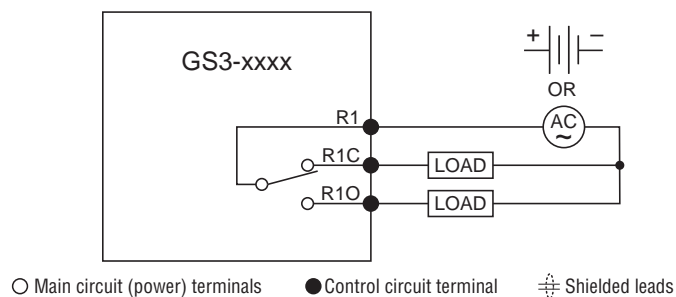 GS3-xxxx
+ −
OR
R1
AC
~
R1C
LOAD
R1O
LOAD
Main circuit (power) terminals
Control circuit terminal
Shielded leads